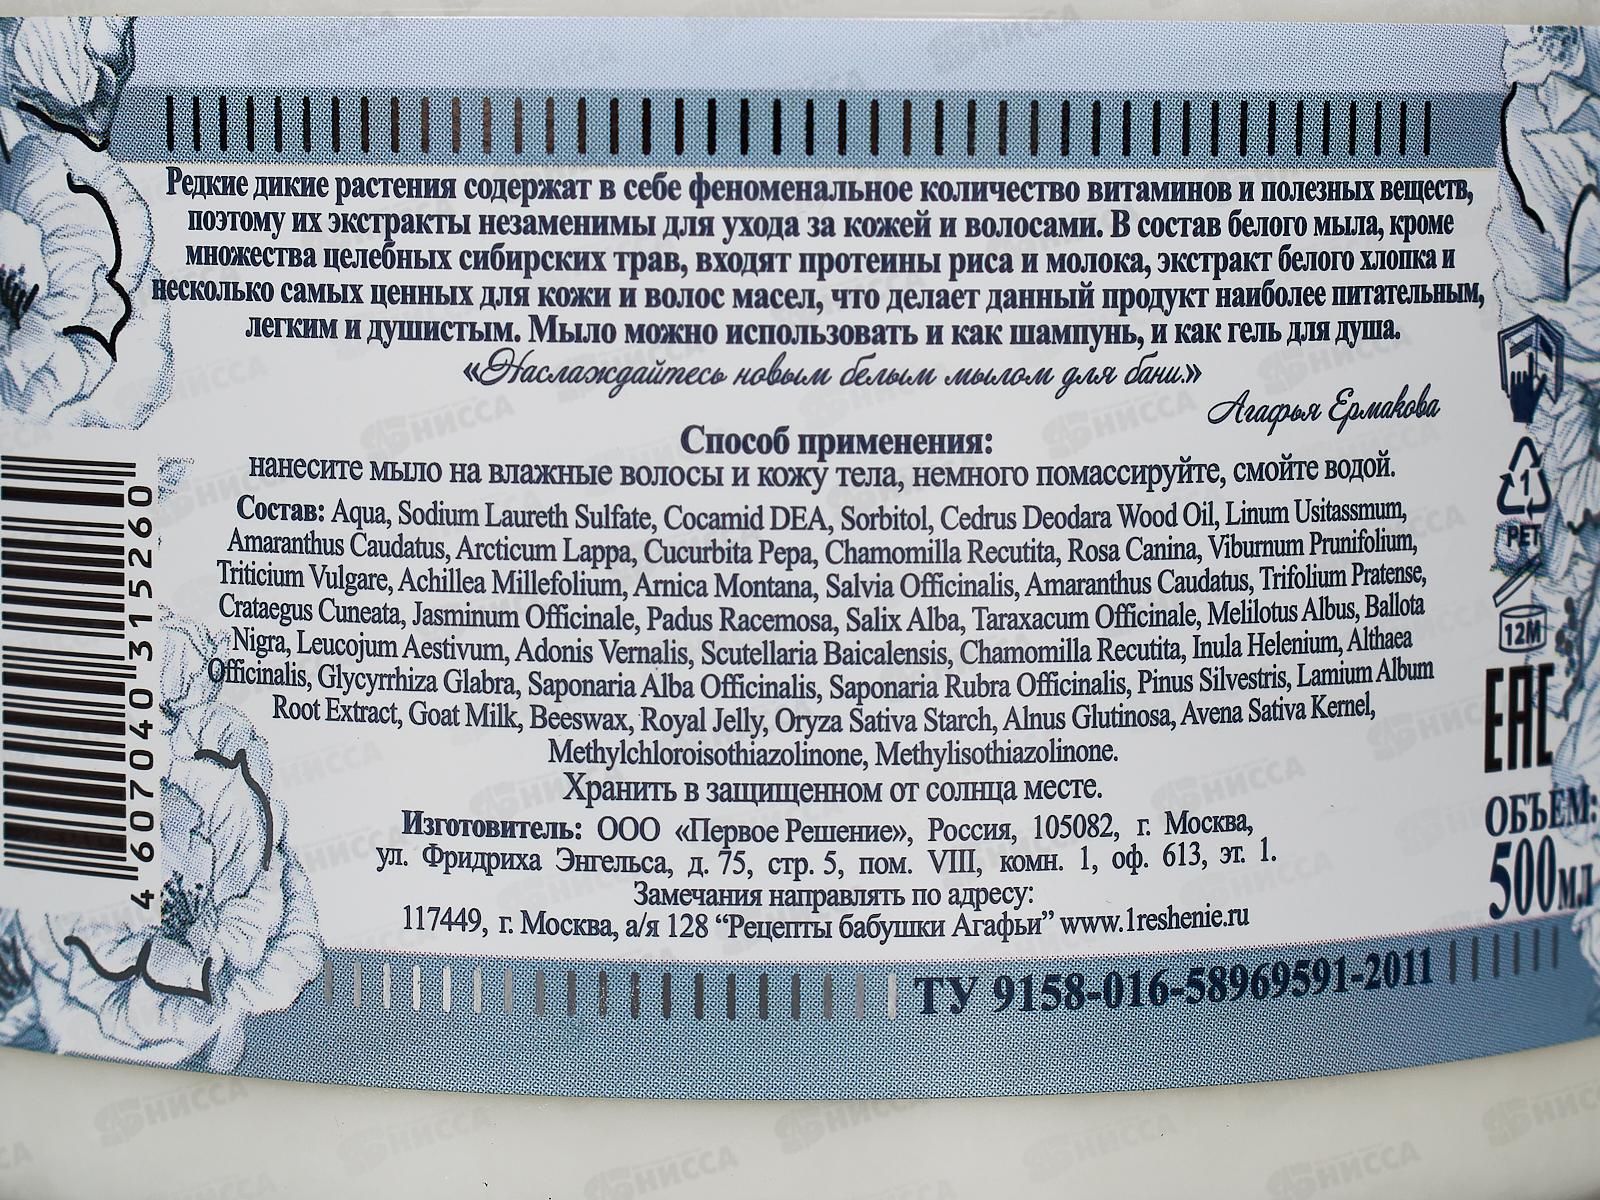 Редкие дикие растения содержат в себе феноменальное количество витаминов и полезных веществ,
поэтому их экстракты незаменимы для ухода за кожей и волосами. В состав белого мыла, кроме
множества целебных сибирских трав, входят протеины риса и молока, экстракт белого хлопка и
несколько самых ценных для кожи и волос масел, что делает данный продукт наиболее питательным,
легким и душистым. Мыло можно использовать и как шампунь, и как гель для душа.
«Наслаждайтесь новым белым мылом для бани.»
Агафья Ермакова
Способ применения:
нанесите мыло на влажные волосы и кожу тела, немного помассируйте, смойте водой.
Состав: Aqua, Sodium Laureth Sulfate, Cocamid DEA, Sorbitol, Cedrus Deodara Wood Oil, Linum Usitassmum,
Amaranthus Caudatus, Arcticum Lappa, Cucurbita Pepa, Chamomilla Recutita, Rosa Canina, Viburnum Prunifolium,
Triticium Vulgare, Achillea Millefolium, Arnica Montana, Salvia Officinalis, Amaranthus Caudatus, Trifolium Pratense,
Crataegus Cuneata, Jasminum Officinale, Padus Racemosa, Salix Alba, Taraxacum Officinale, Melilotus Albus, Ballota
Nigra, Leucojum Aestivum, Adonis Vernalis, Scutellaria Baicalensis, Chamomilla Recutita, Inula Helenium, Althaea
Officinalis, Glycyrrhiza Glabra, Saponaria Alba Officinalis, Saponaria Rubra Officinalis, Pinus Silvestris, Lamium Album
Root Extract, Goat Milk, Beeswax, Royal Jelly, Oryza Sativa Starch, Alnus Glutinosa, Avena Sativa Kernel,
Methylchloroisothiazolinone, Methylisothiazolinone.
Хранить в защищенном от солнца месте.
Изготовитель: ООО «Первое Решение», Россия, 105082, г. Москва,
ул. Фридриха Энгельса, д. 75, стр. 5, пом. VIII, комн. 1, оф. 613, эт. 1.
Замечания направлять по адресу:
117449, г. Москва, а/я 128 “Рецепты бабушки Агафьи” www.1reshenie.ru
ТУ 9158-016-58969591-2011
4 607040 315260
1
PET
12M
EAC
ОБЪЕМ:
500мл
НИССА